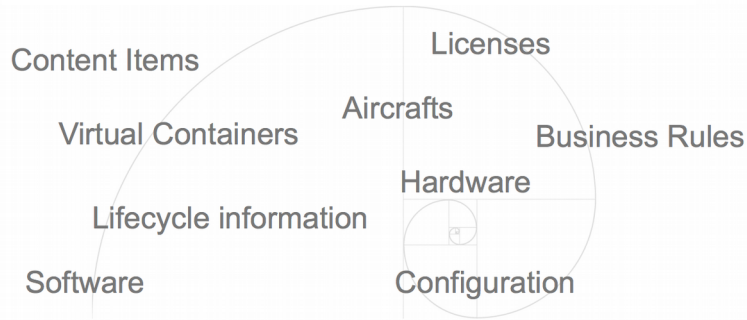 Licenses
Content Items
Aircrafts
Virtual Containers
Business Rules
Hardware
Lifecycle information
Software
Configuration